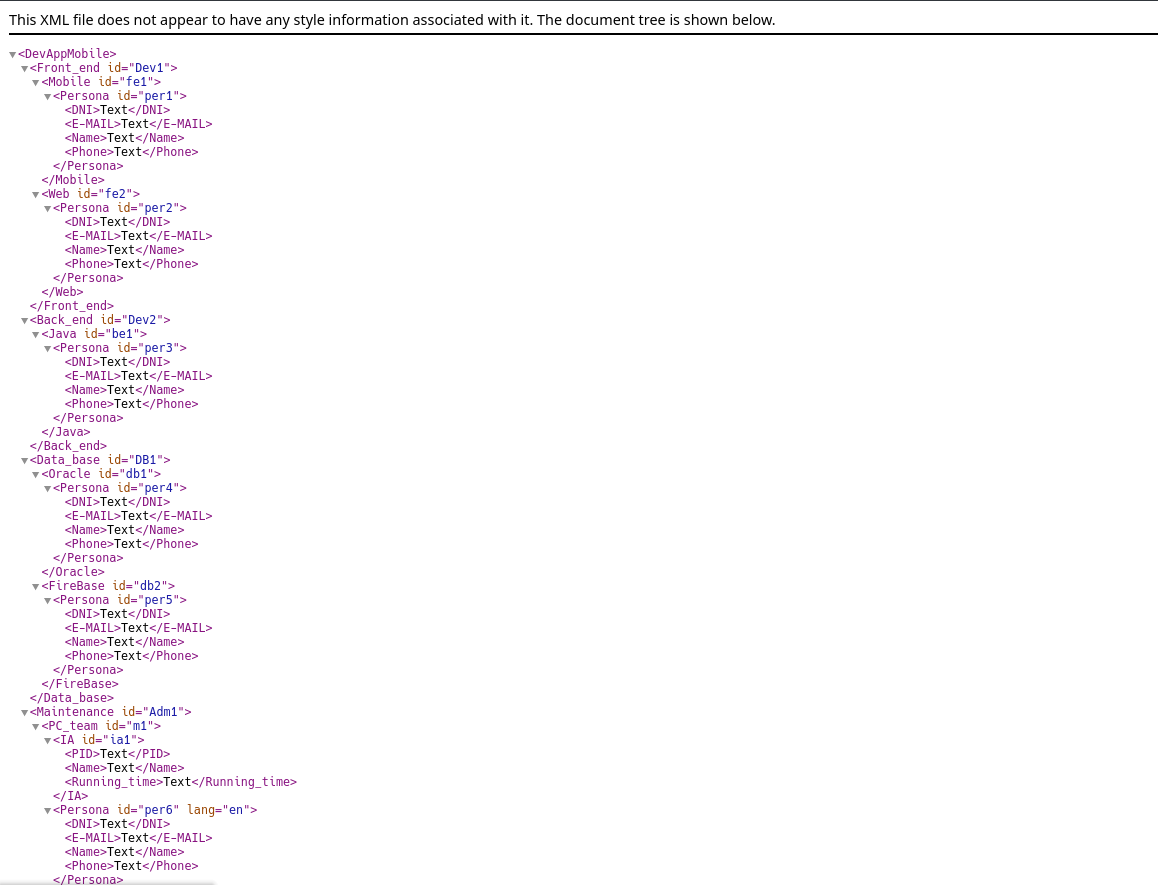 This XML file does not appear to have any style information associated with it. The document tree is shown below.
<DevAppMobile>
<Front_end id="Dev1">
<Mobile id="fe1">
<Persona id="per1">
<DNI>Text</DNI>
<E-MAIL>Text</E-MAIL>
<Name>Text</Name>
<Phone>Text</Phone>
</Persona>
</Mobile>
<Web id="fe2">
<Persona id="per2">
<DNI>Text</DNI>
<E-MAIL>Text</E-MAIL>
<Name>Text</Name>
<Phone>Text</Phone>
</Persona>
</Web>
</Front_end>
<Back_end id="Dev2">
<Java id="be1">
<Persona id="per3">
<DNI>Text</DNI>
<E-MAIL>Text</E-MAIL>
<Name>Text</Name>
<Phone>Text</Phone>
</Persona>
</Java>
</Back_end>
<Data_base id="DB1">
<Oracle id="db1">
<Persona id="per4">
<DNI>Text</DNI>
<E-MAIL>Text</E-MAIL>
<Name>Text</Name>
<Phone>Text</Phone>
</Persona>
</Oracle>
<FireBase id="db2">
<Persona id="per5">
<DNI>Text</DNI>
<E-MAIL>Text</E-MAIL>
<Name>Text</Name>
<Phone>Text</Phone>
</Persona>
</FireBase>
</Data_base>
<Maintenance id="Adm1">
<PC_team id="m1">
<IA id="ia1">
<PID>Text</PID>
<Name>Text</Name>
<Running_time>Text</Running_time>
</IA>
<Persona id="per6" lang="en">
<DNI>Text</DNI>
<E-MAIL>Text</E-MAIL>
<Name>Text</Name>
<Phone>Text</Phone>
</Persona>